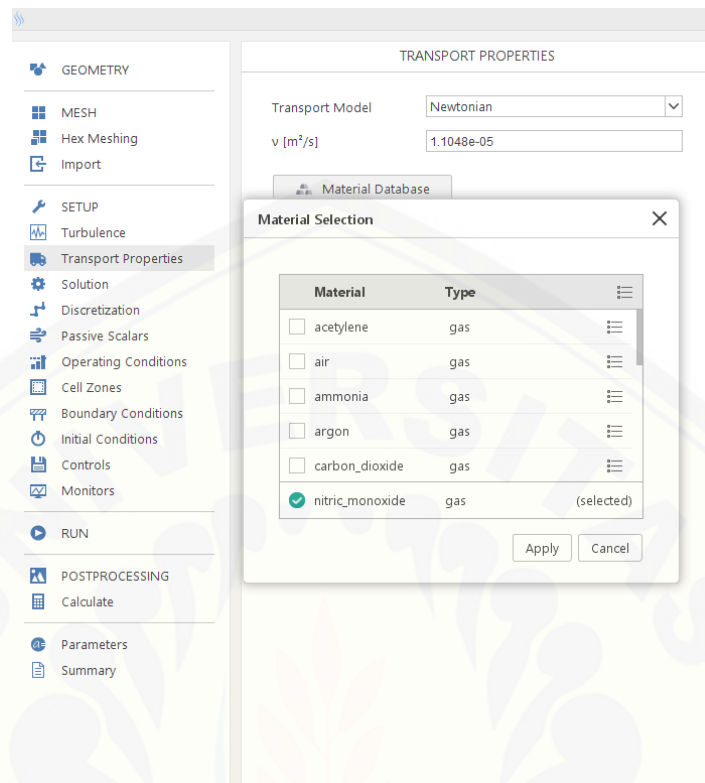 GEOMETRY
MESH
Hex Meshing
Import
SETUP
Turbulence
Transport Properties
Solution
Discretization
Passive Scalars
Operating Conditions
Cell Zones
Boundary Conditions
Initial Conditions
Controls
Monitors
RUN
POSTPROCESSING
Calculate
a=
Parameters
Summary
TRANSPORT PROPERTIES
Transport Model Newtonian
ν [m²/s] 1.1048e-05
Material Database
Material Selection
Material Type
acetylene gas
air gas
ammonia gas
argon gas
carbon_dioxide gas
nitric_monoxide gas (selected)
Apply Cancel
UNIVERSITAS